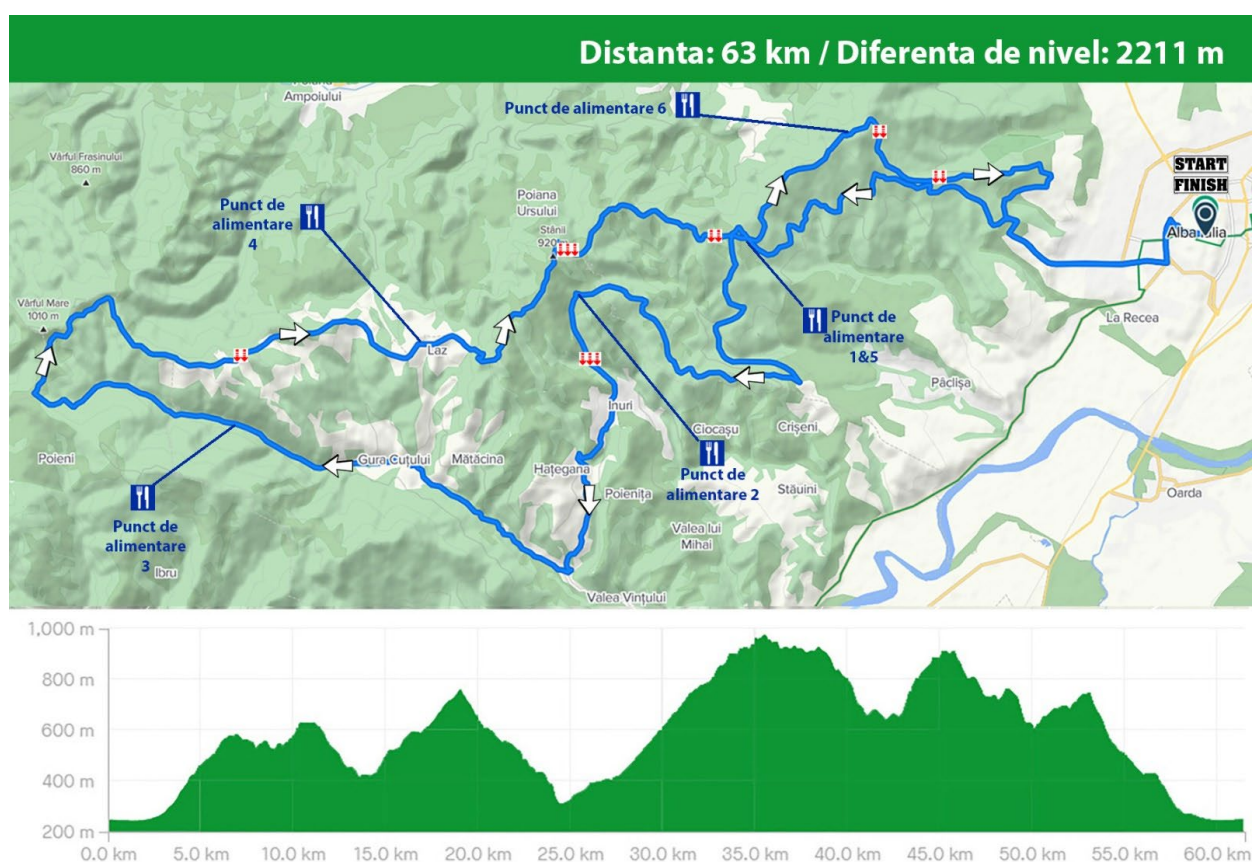 Distanta: 63 km / Diferenta de nivel: 2211 m
Poiana
Ampoiului
Punct de alimentare 6
Vârful Frasinului
860 m
START
FINISH
Alba Iulia
Punct de
alimentare
4
Poiana
Ursului
Stânii
920
Vârful Mare
1010 m
Laz
Punct de
alimentare
1&5
La Recea
Pâclișa
Inuri
Ciocașu
Crișeni
Poieni
Gura Cuțului
Mătăcina
Hațegana
Punct de
alimentare 2
Stăuini
Poienița
Oarda
Punct de
alimentare
3
Valea lui
Mihai
Ibru
Valea Vințului
1,000 m
800 m
600 m
400 m
200 m
0.0 km 5.0 km 10.0 km 15.0 km 20.0 km 25.0 km 30.0 km 35.0 km 40.0 km 45.0 km 50.0 km 55.0 km 60.0 km